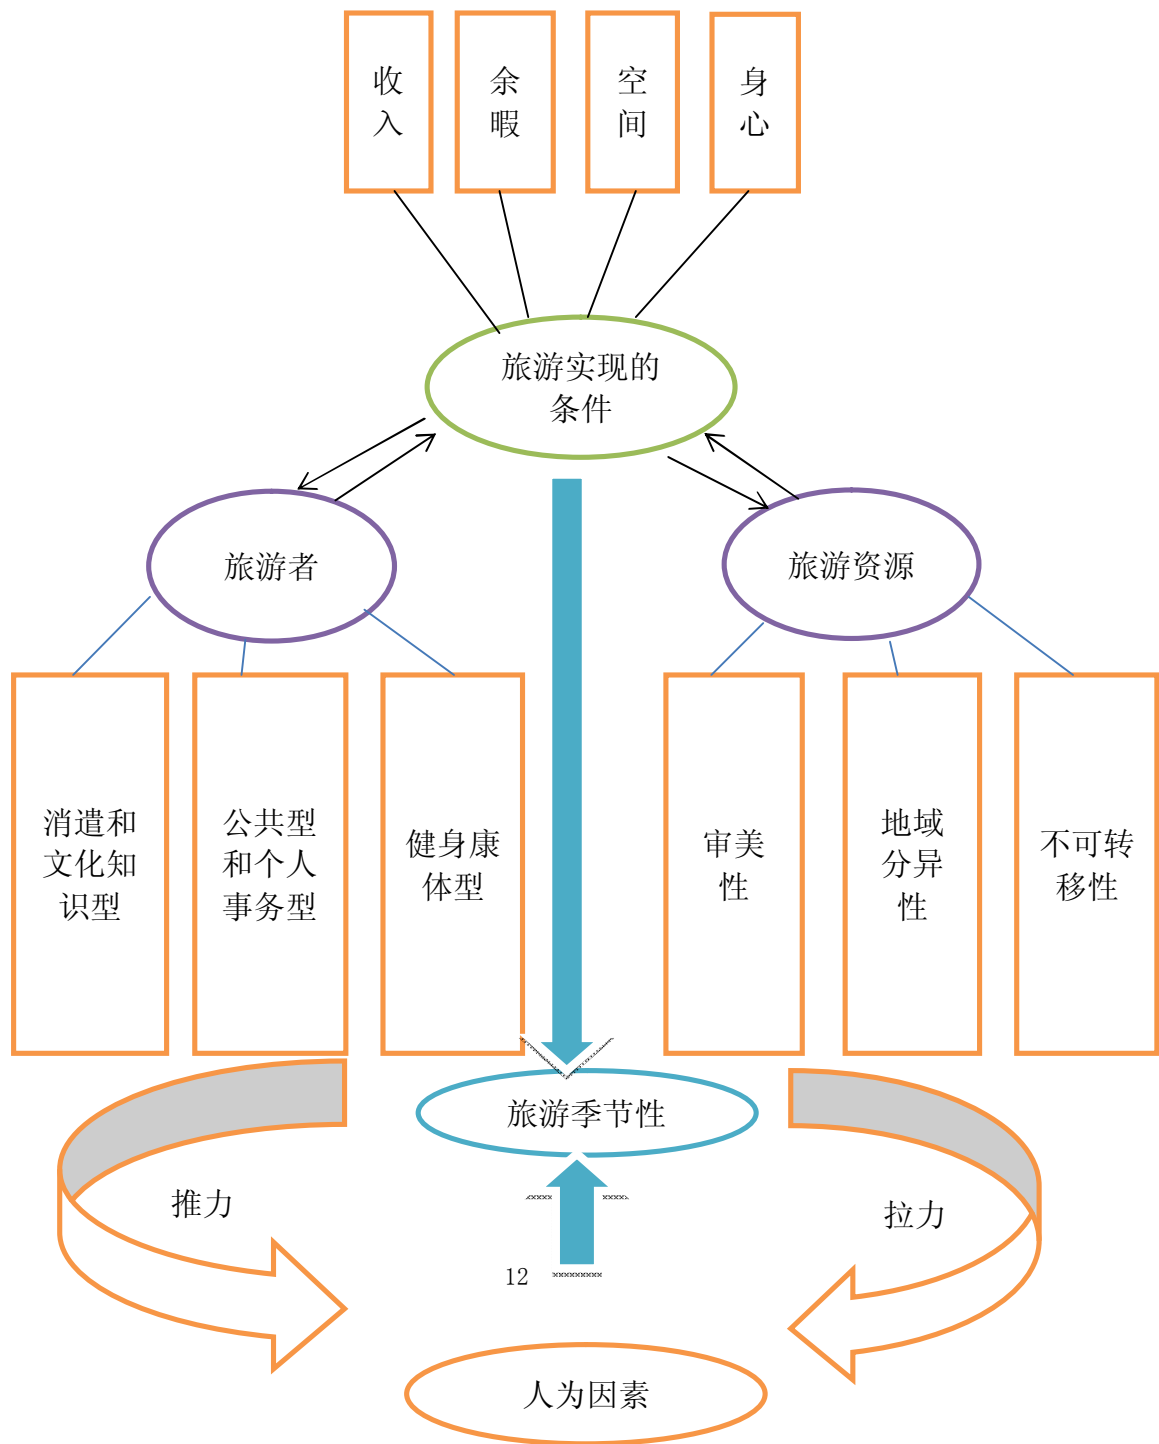 收
入
余
暇
空
间
身
心
旅游实现的
条件
旅游者
旅游资源
消遣和
文化知
识型
公共型
和个人
事务型
健身康
体型
审美
性
地域
分异
性
不可转
移性
旅游季节性
推力
拉力
12
人为因素